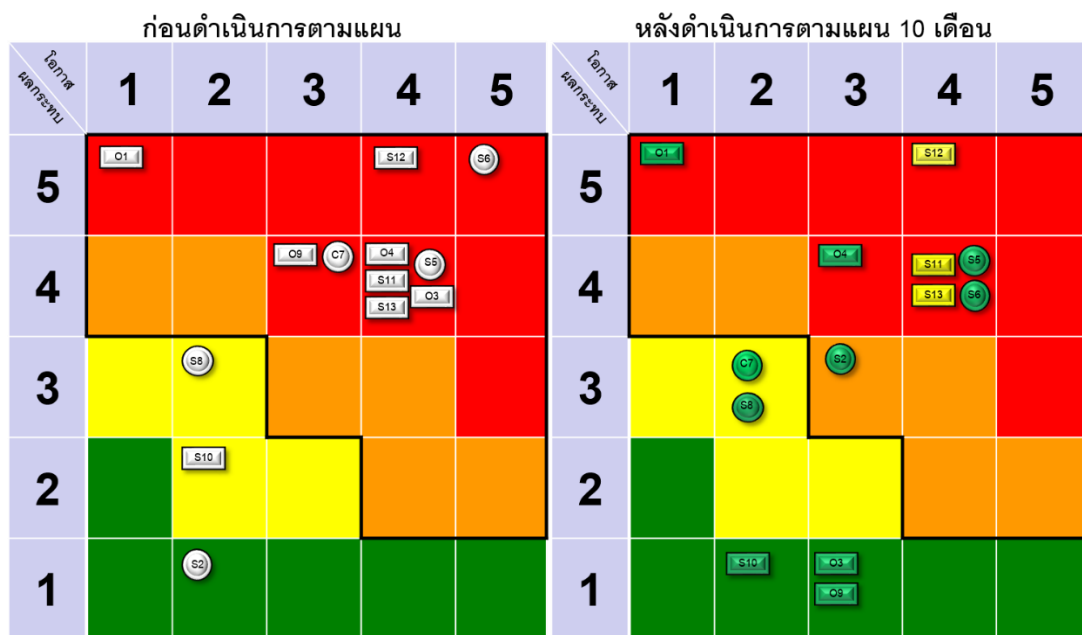 ก่อนดำเนินการตามแผน
โอกาส
ผลกระทบ
1 2 3 4 5
5
O1 S12 S6
4
O9 C7 O4 S5
S11
S13 O3
3
S8
2
S10
1
S2
หลังดำเนินการตามแผน 10 เดือน
โอกาส
ผลกระทบ
1 2 3 4 5
5
O1 S12
4
O4 S11 S5
S13 S6
3
C7 S2
S8
2
1
S10 O3
O9